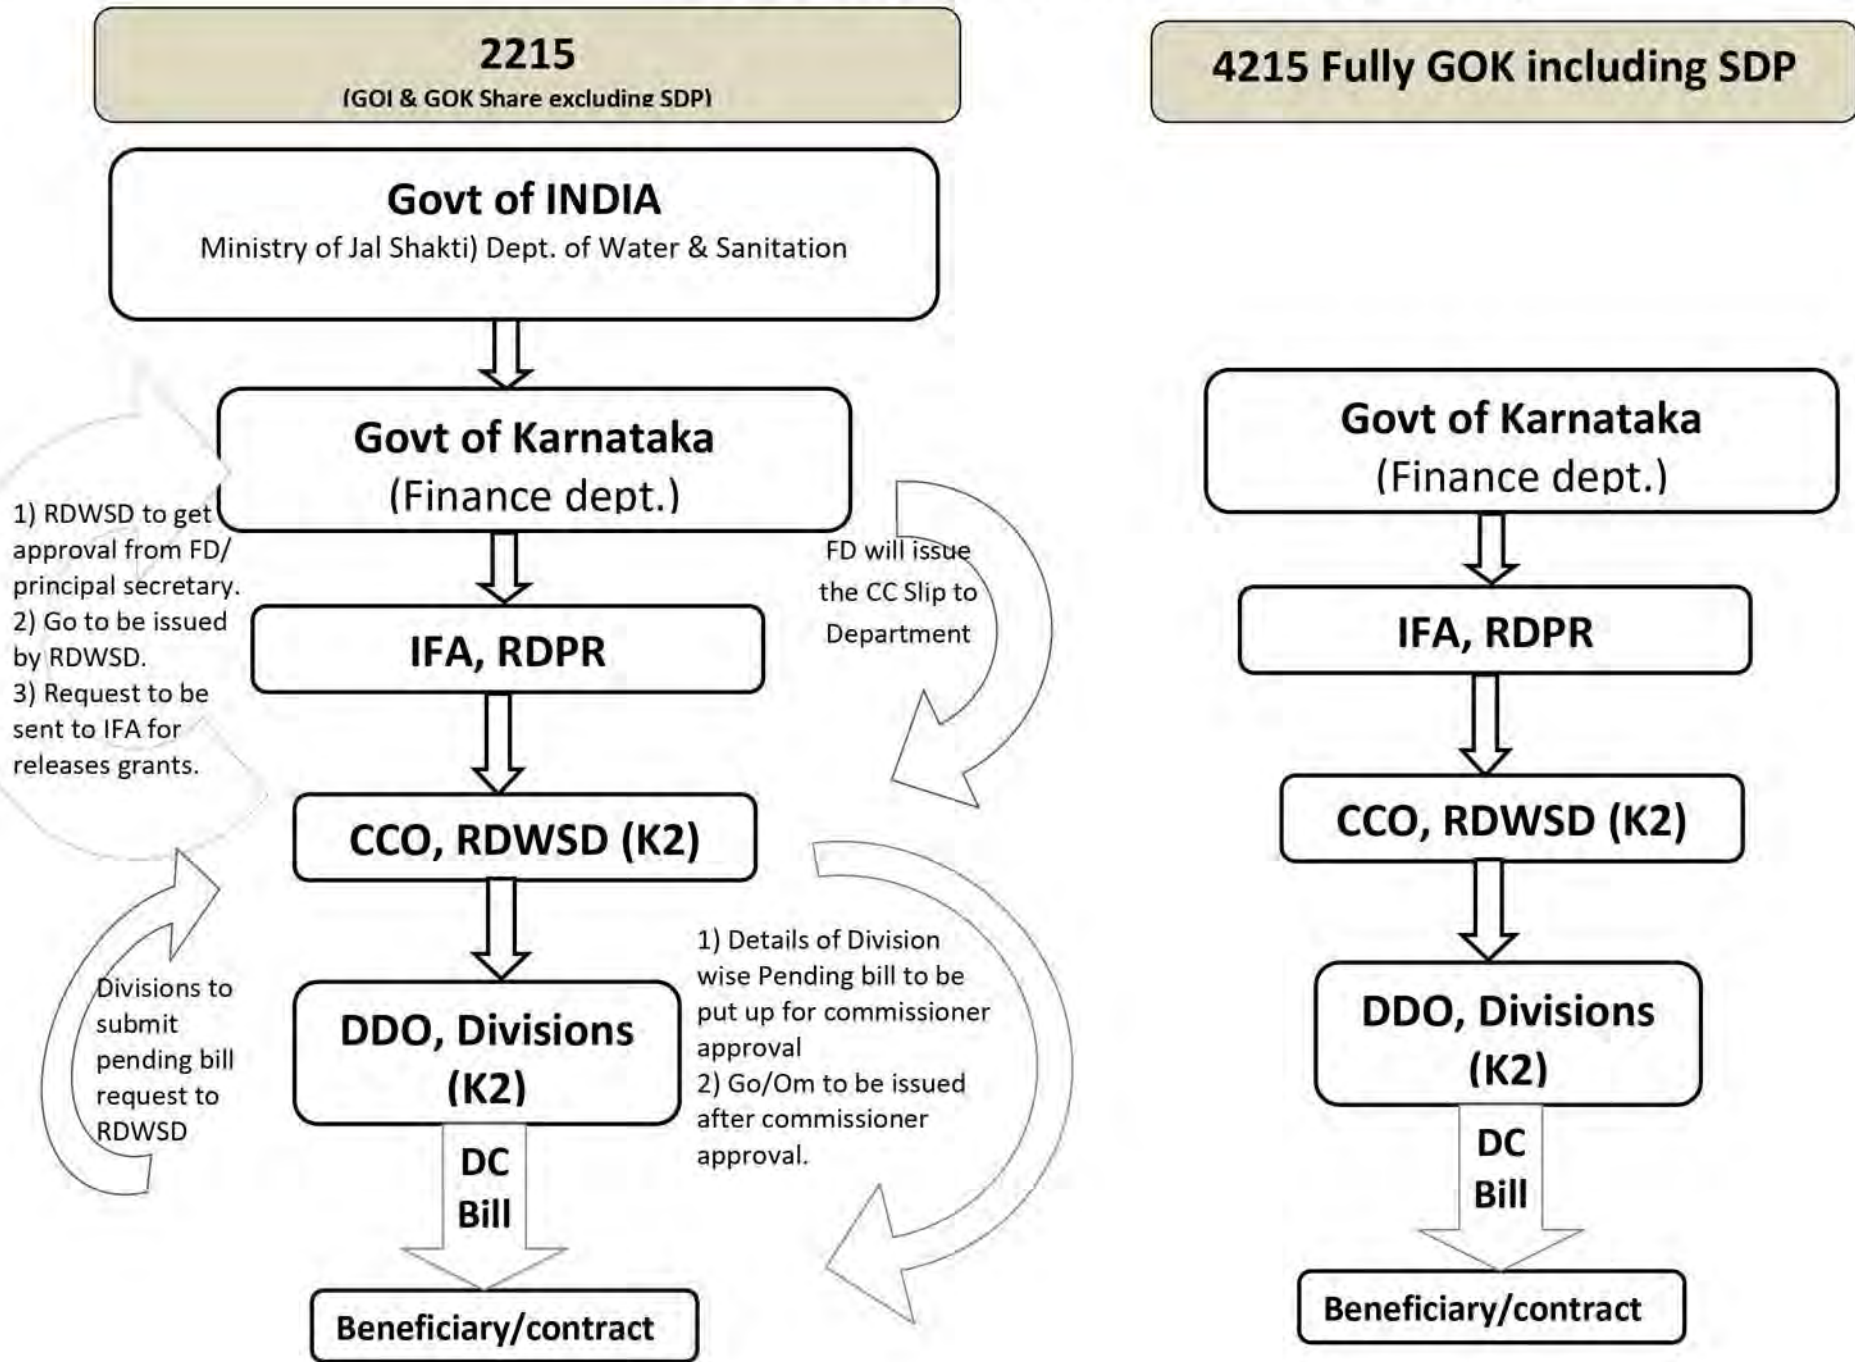 2215
(GOI & GOK Share excluding SDP)
Govt of INDIA
Ministry of Jal Shakti) Dept. of Water & Sanitation
Govt of Karnataka
(Finance dept.)
1) RDWSD to get
approval from FD/
principal secretary.
2) Go to be issued
by RDWSD.
3) Request to be
sent to IFA for
releases grants.
FD will issue
the CC Slip to
Department
IFA, RDPR
CCO, RDWSD (K2)
Divisions to
submit
pending bill
request to
RDWSD
DDO, Divisions
(K2)
1) Details of Division
wise Pending bill to be
put up for commissioner
approval
2) Go/Om to be issued
after commissioner
approval.
DC
Bill
Beneficiary/contract
4215 Fully GOK including SDP
Govt of Karnataka
(Finance dept.)
IFA, RDPR
CCO, RDWSD (K2)
DDO, Divisions
(K2)
DC
Bill
Beneficiary/contract